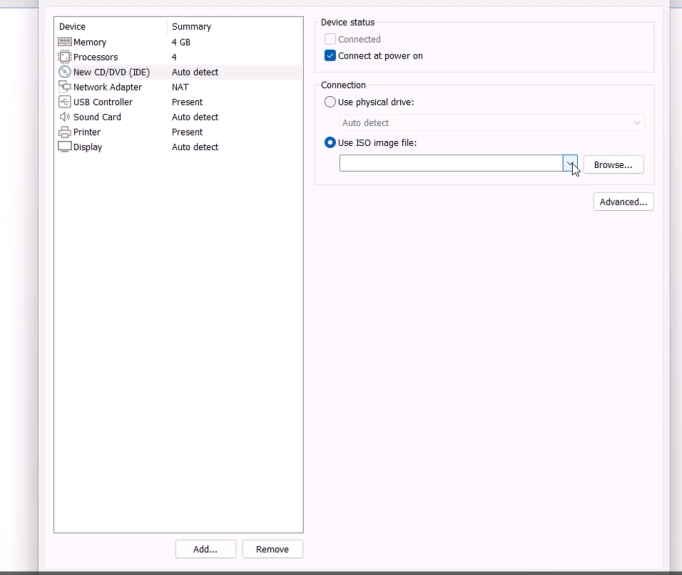 Device Summary
Memory 4 GB
Processors 4
New CD/DVD (IDE) Auto detect
Network Adapter NAT
USB Controller Present
Sound Card Auto detect
Printer Present
Display Auto detect
Add... Remove
Device status
Connected
Connect at power on
Connection
Use physical drive:
Auto detect
Use ISO image file:
Browse...
Advanced...